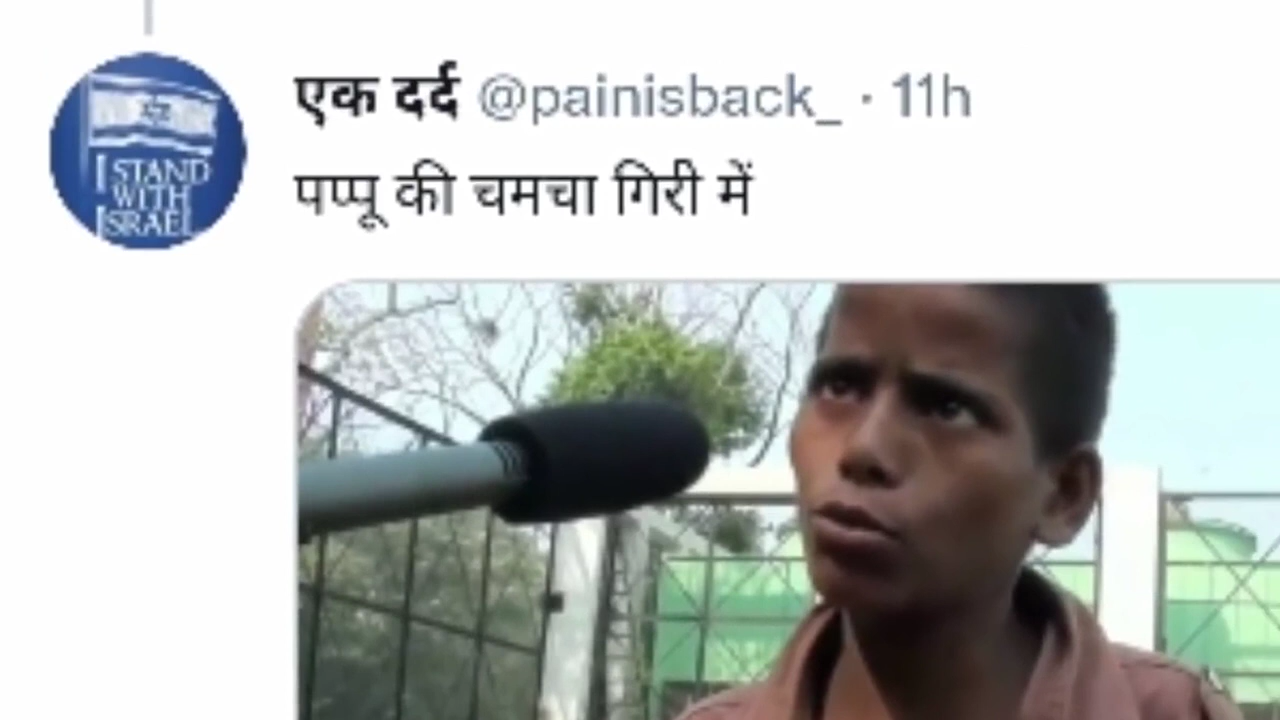 एक दर्द @painisback_ · 11h
पप्पू की चमचा गिरी में
I STAND
WITH
ISRAEL